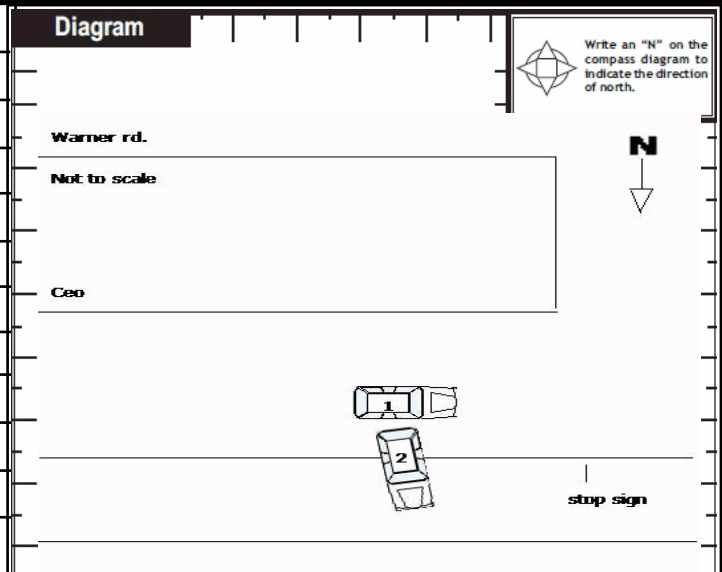 Diagram
Write an “N” on the
compass diagram to
indicate the direction
of north.
Warner rd.
N
Not to scale
Ceo
1
2
stop sign